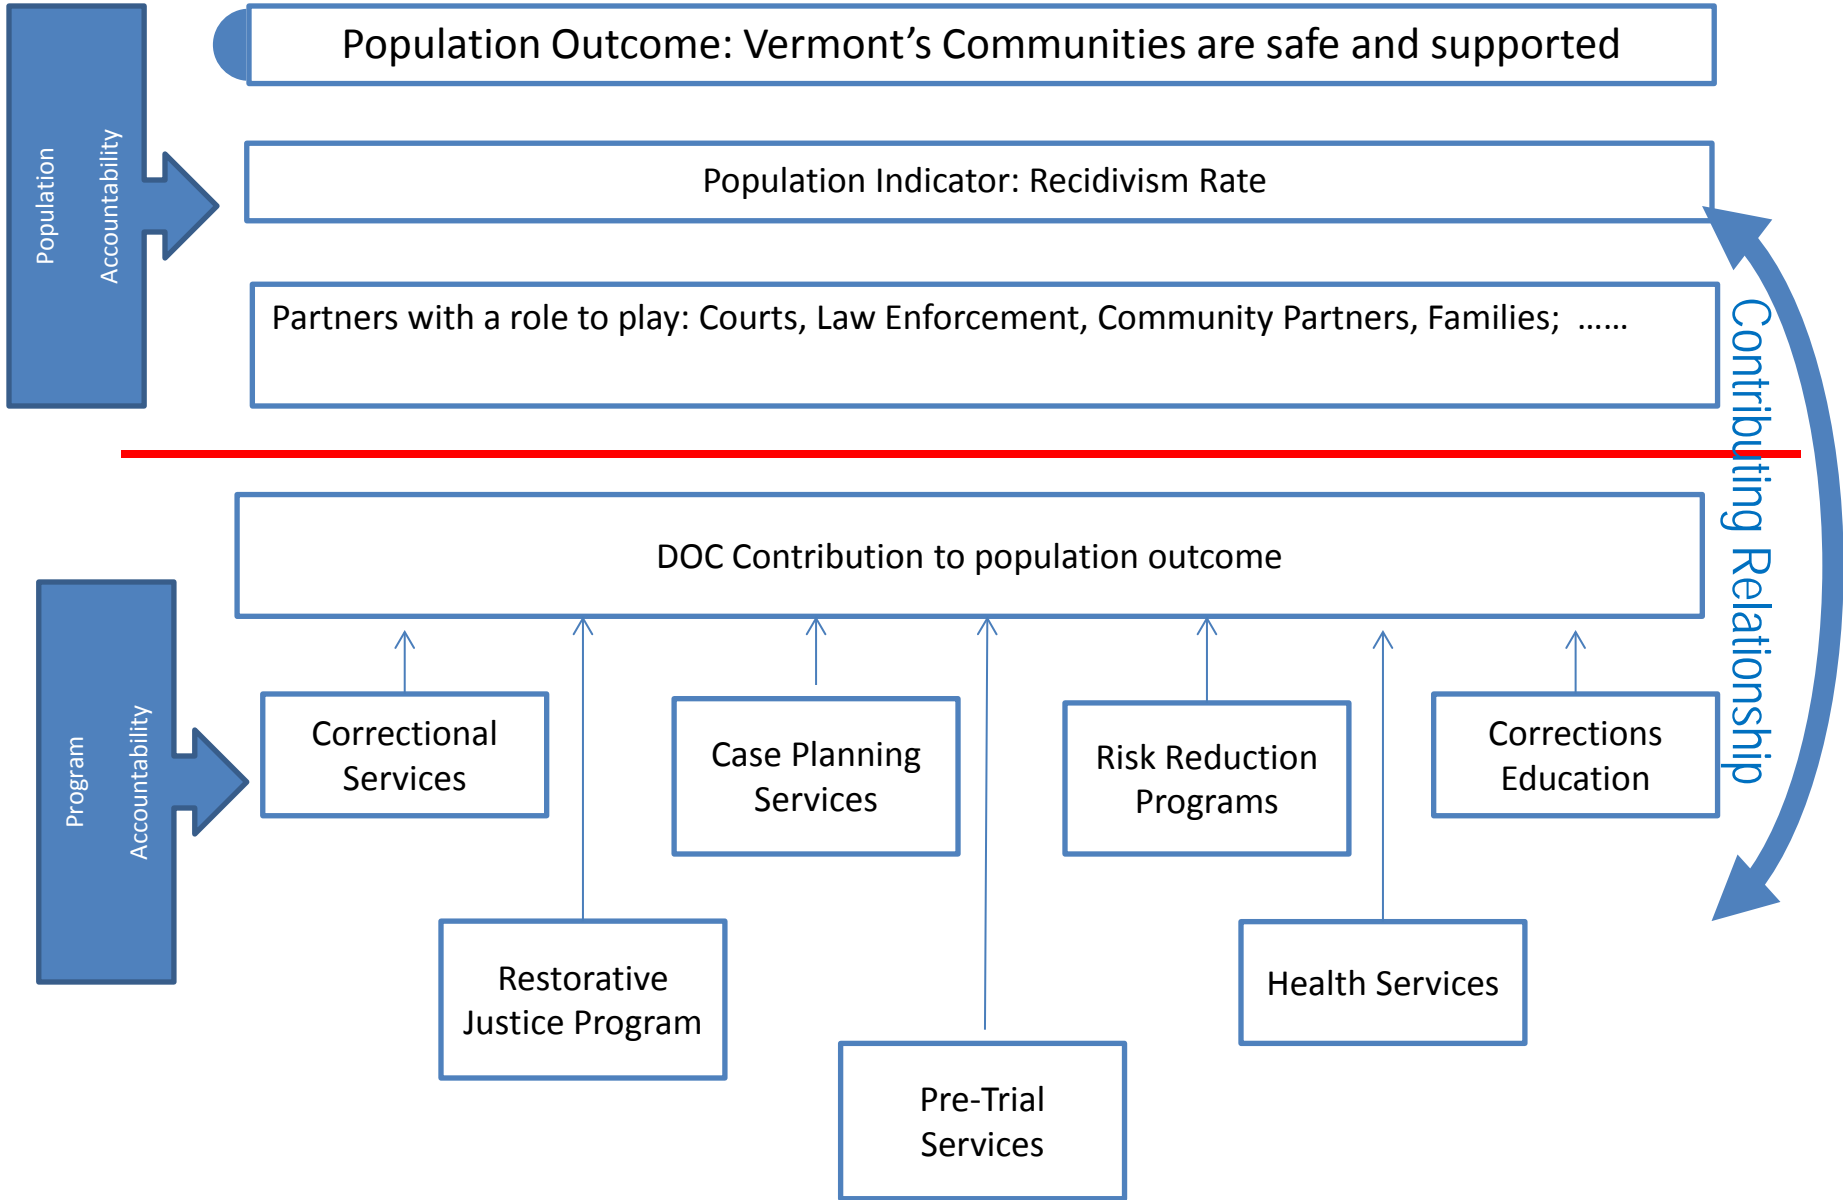 Population
Accountability
Population Outcome: Vermont’s Communities are safe and supported
Population Indicator: Recidivism Rate
Partners with a role to play: Courts, Law Enforcement, Community Partners, Families;  ……
Contributing Relationship
Program
Accountability
DOC Contribution to population outcome
Correctional
Services
Case Planning
Services
Risk Reduction
Programs
Corrections
Education
Restorative
Justice Program
Health Services
Pre-Trial
Services